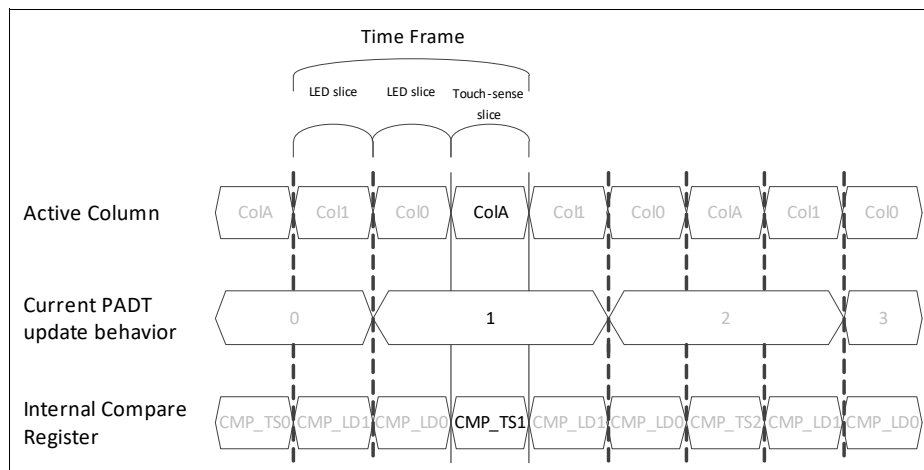 Time Frame
LED slice LED slice Touch-sense
slice
Active Column ColA Col1 Col0 ColA Col1 Col0 ColA Col1 Col0
Current PADT
update behavior 0 1 2 3
Internal Compare
Register CMP_TS0 CMP_LD1 CMP_LD0 CMP_TS1 CMP_LD1 CMP_LD0 CMP_TS2 CMP_LD1 CMP_LD0